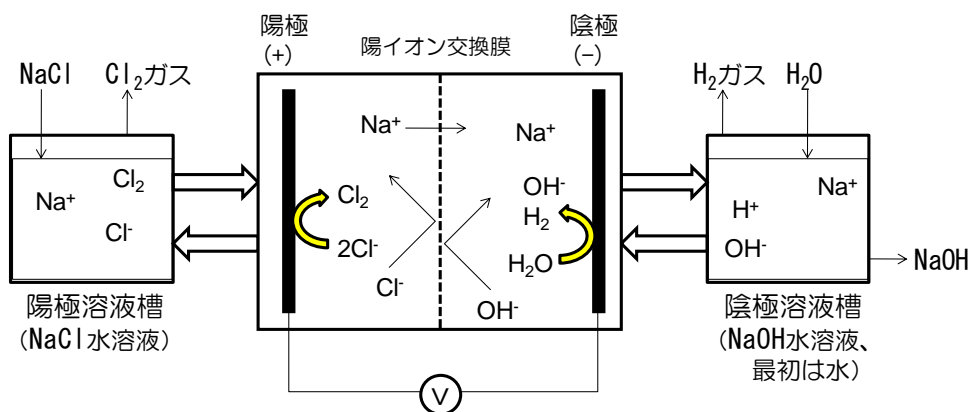 陽極
(+)
陽イオン交換膜
陰極
(−)
NaCl
Cl₂ガス
H₂ガス
H₂O
Na⁺
Cl₂
Cl⁻
陽極溶液槽
(NaCl水溶液)
Na⁺
Cl₂
2Cl⁻
Cl⁻
Na⁺
OH⁻
H₂
H₂O
OH⁻
Na⁺
H⁺
OH⁻
NaOH
陰極溶液槽
(NaOH水溶液、
最初は水)
V